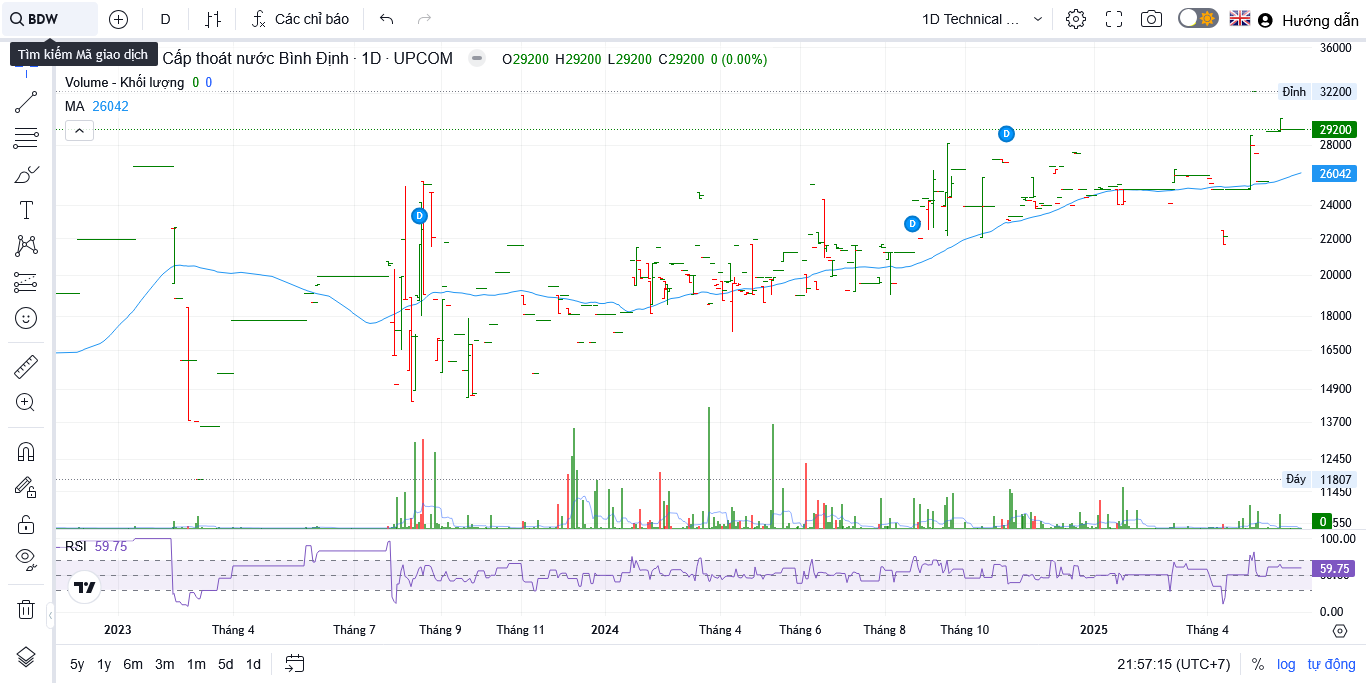 BDW D Các chỉ báo 1D Technical ... Hướng dẫn
Tìm kiếm Mã giao dịch
Cấp thoát nước Bình Định · 1D · UPCOM O29200 H29200 L29200 C29200 0 (0.00%)
Volume - Khối lượng 0 0
MA 26042
36000
Đỉnh 32200
29200
28000
26042
24000
22000
20000
18000
16500
14900
13700
12450
Đáy 11807
11450
0
550
D
D
D
RSI 59.75
100.00
59.75
0.00
2023 Tháng 4 Tháng 7 Tháng 9 Tháng 11 2024 Tháng 4 Tháng 6 Tháng 8 Tháng 10 2025 Tháng 4
5y 1y 6m 3m 1m 5d 1d 21:57:15 (UTC+7) % log tự động